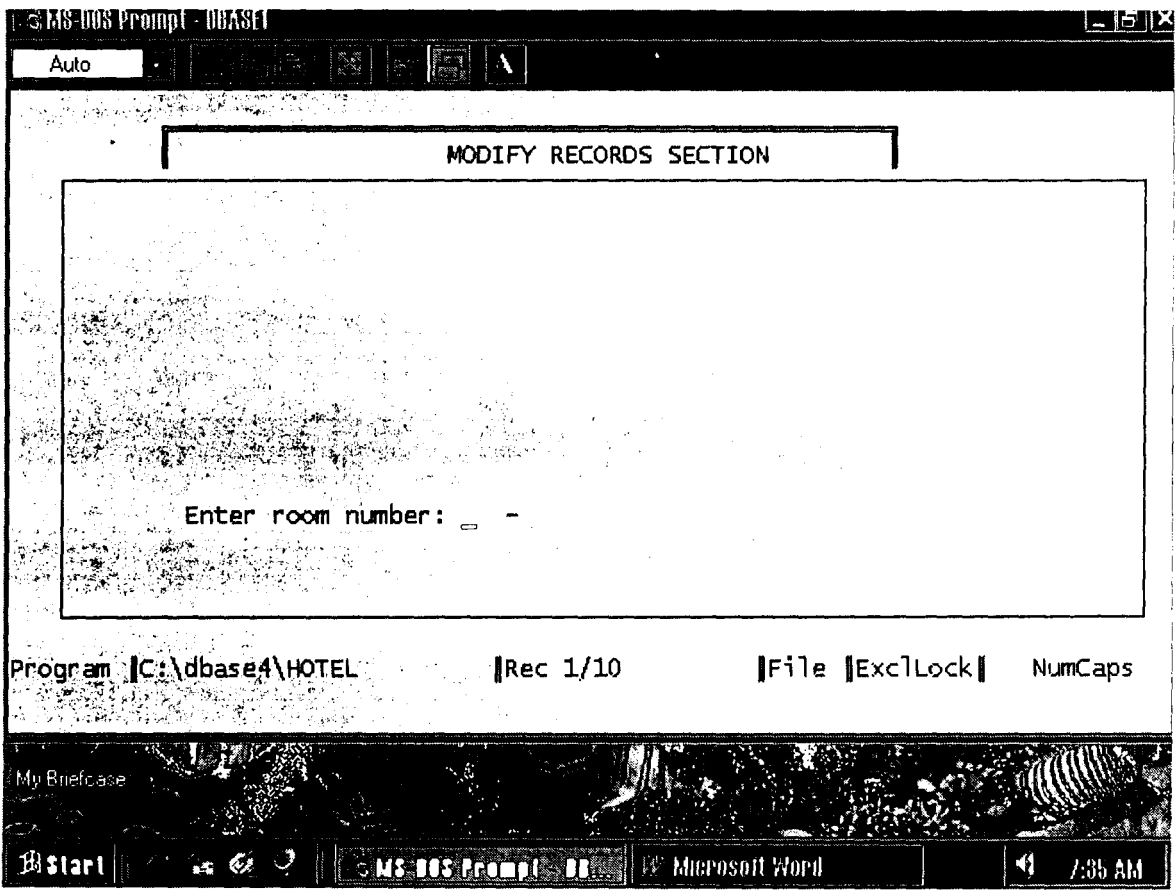 MS-DOS Prompt - DBASE1
Auto
A
MODIFY RECORDS SECTION
Enter room number: _ -
Program C:\dbase4\HOTEL Rec 1/10 File ExclLock NumCaps
My Briefcase
Start MS-DOS Prompt - DB... Microsoft Word 7:35 AM